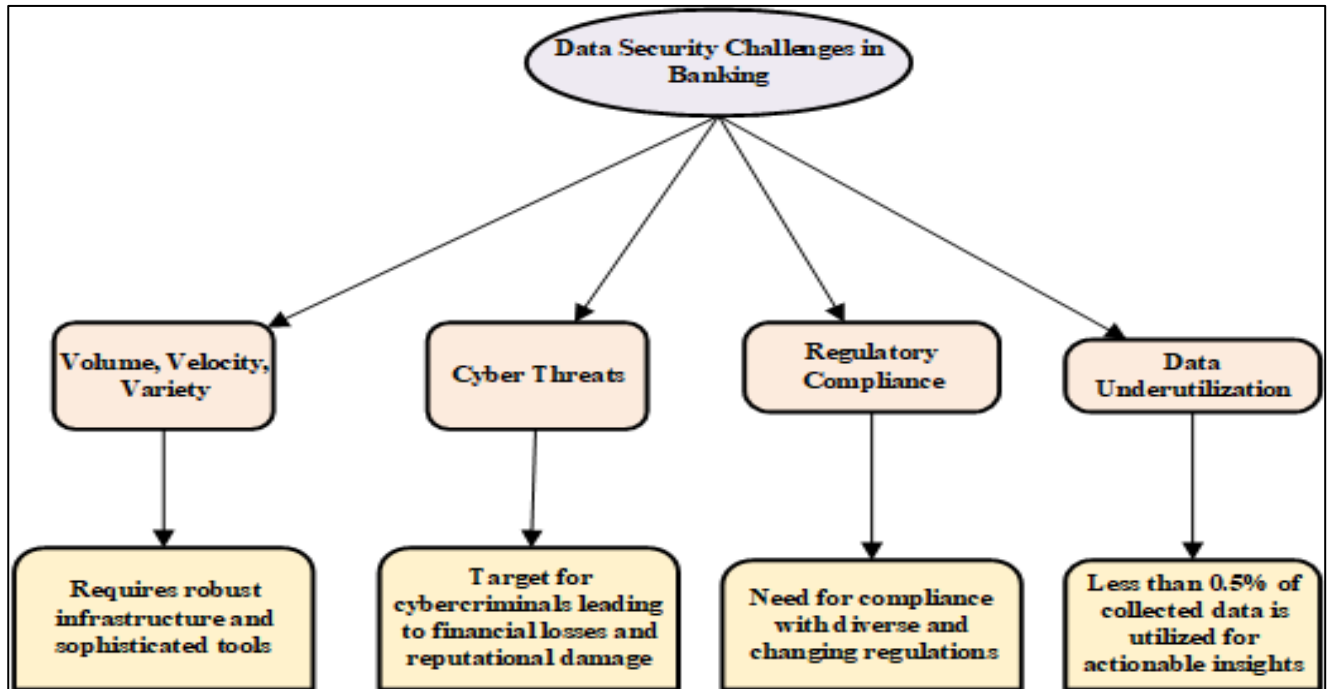 Data Security Challenges in
Banking
Volume, Velocity,
Variety
Cyber Threats
Regulatory
Compliance
Data
Underutilization
Requires robust
infrastructure and
sophisticated tools
Target for
cybercriminals leading
to financial losses and
reputational damage
Need for compliance
with diverse and
changing regulations
Less than 0.5% of
collected data is
utilized for
actionable insights